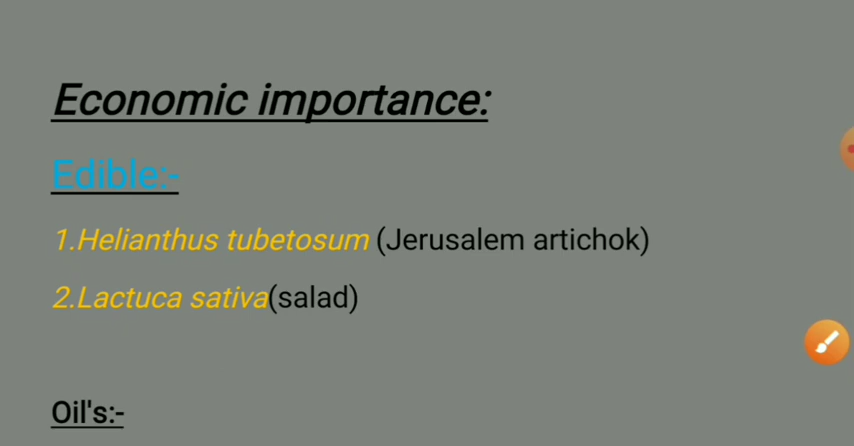 Economic importance:
Edible:-
1.Helianthus tubetosum (Jerusalem artichok)
2.Lactuca sativa(salad)
Oil's:-